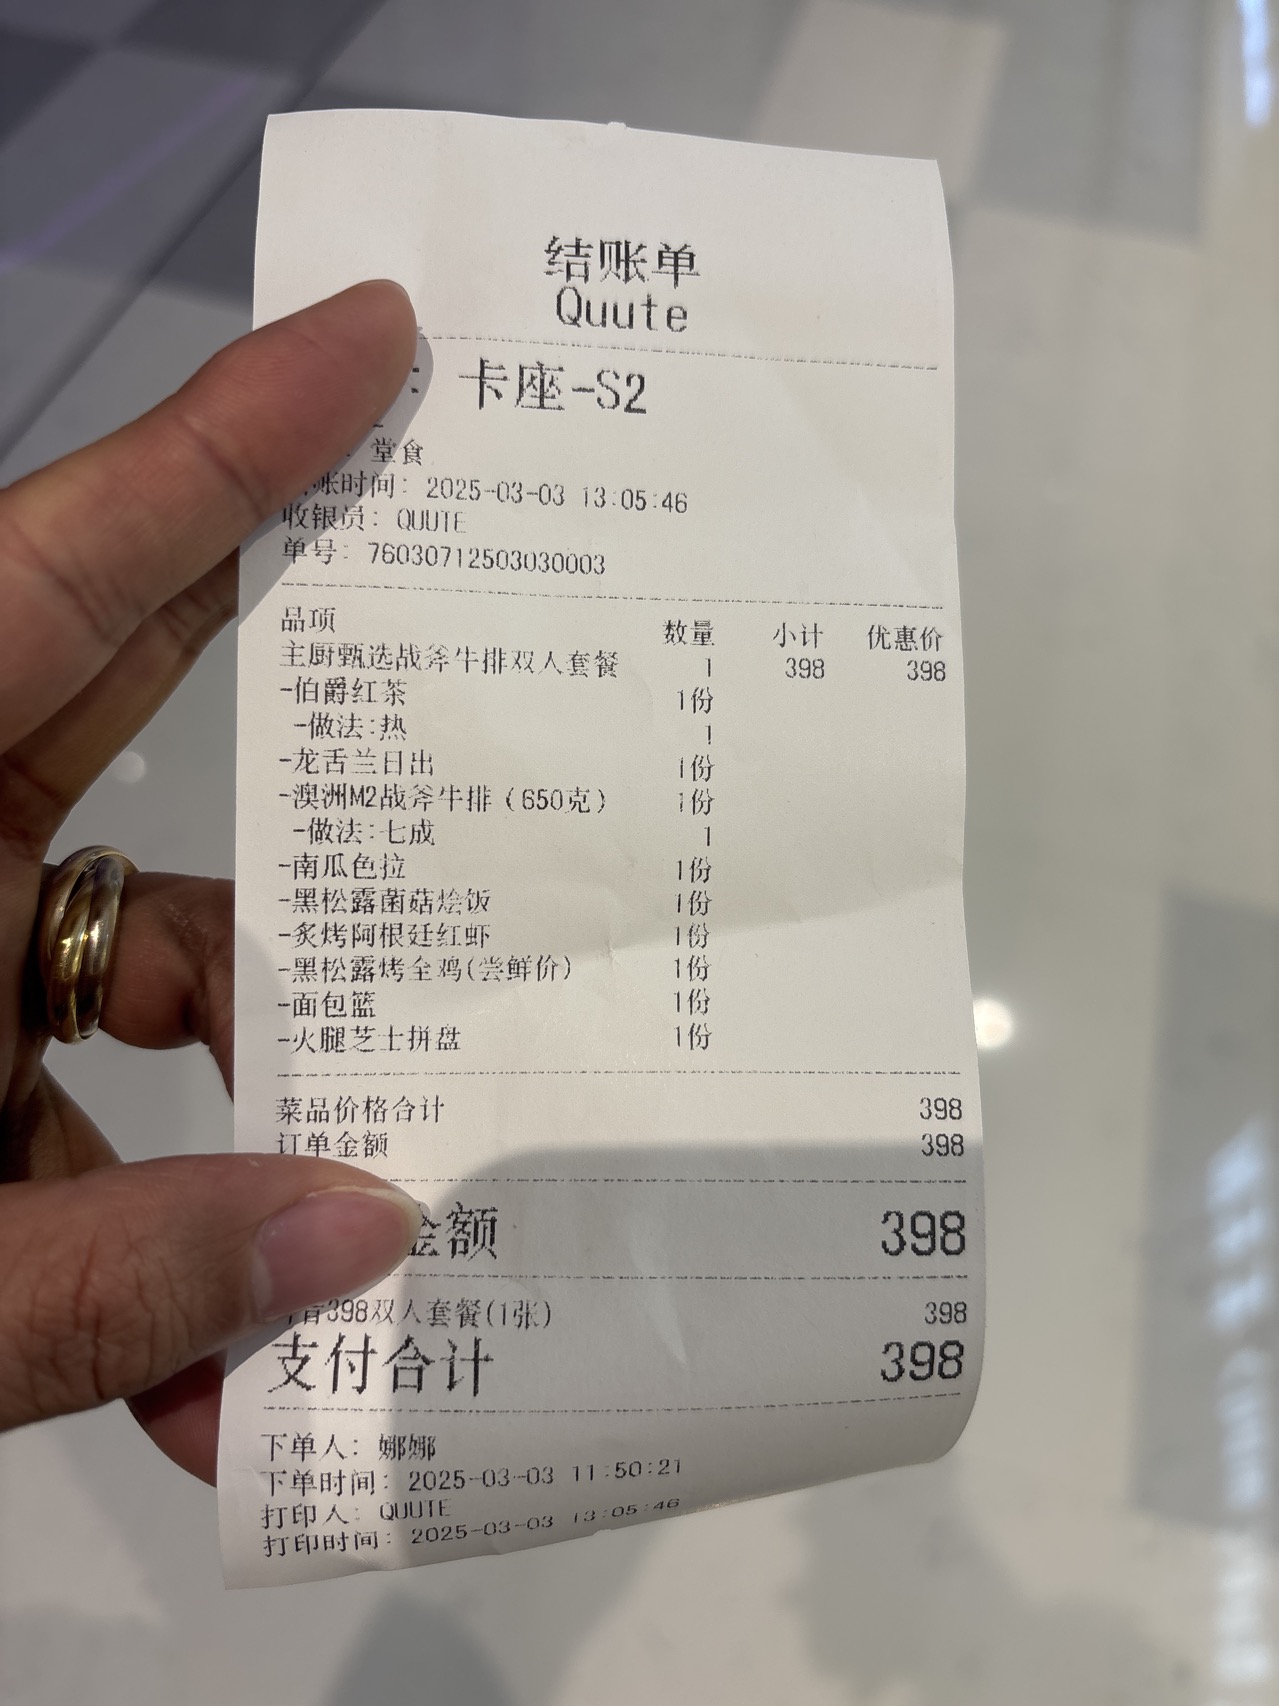 结账单
Quute
: 卡座-S2
堂食
账时间: 2025-03-03 13:05:46
收银员: QUUTE
单号: 76030712503030003
品项 数量 小计 优惠价
主厨甄选战斧牛排双人套餐 1 398 398
-伯爵红茶 1份
-做法:热 1
-龙舌兰日出 1份
-澳洲M2战斧牛排(650克) 1份
-做法:七成 1
-南瓜色拉 1份
-黑松露菌菇烩饭 1份
-炙烤阿根廷红虾 1份
-黑松露烤全鸡(尝鲜价) 1份
-面包篮 1份
-火腿芝士拼盘 1份
菜品价格合计 398
订单金额 398
金额 398
音398双人套餐(1张) 398
支付合计 398
下单人: 娜娜
下单时间: 2025-03-03 11:50:21
打印人: QUUTE
打印时间: 2025-03-03 13:05:46